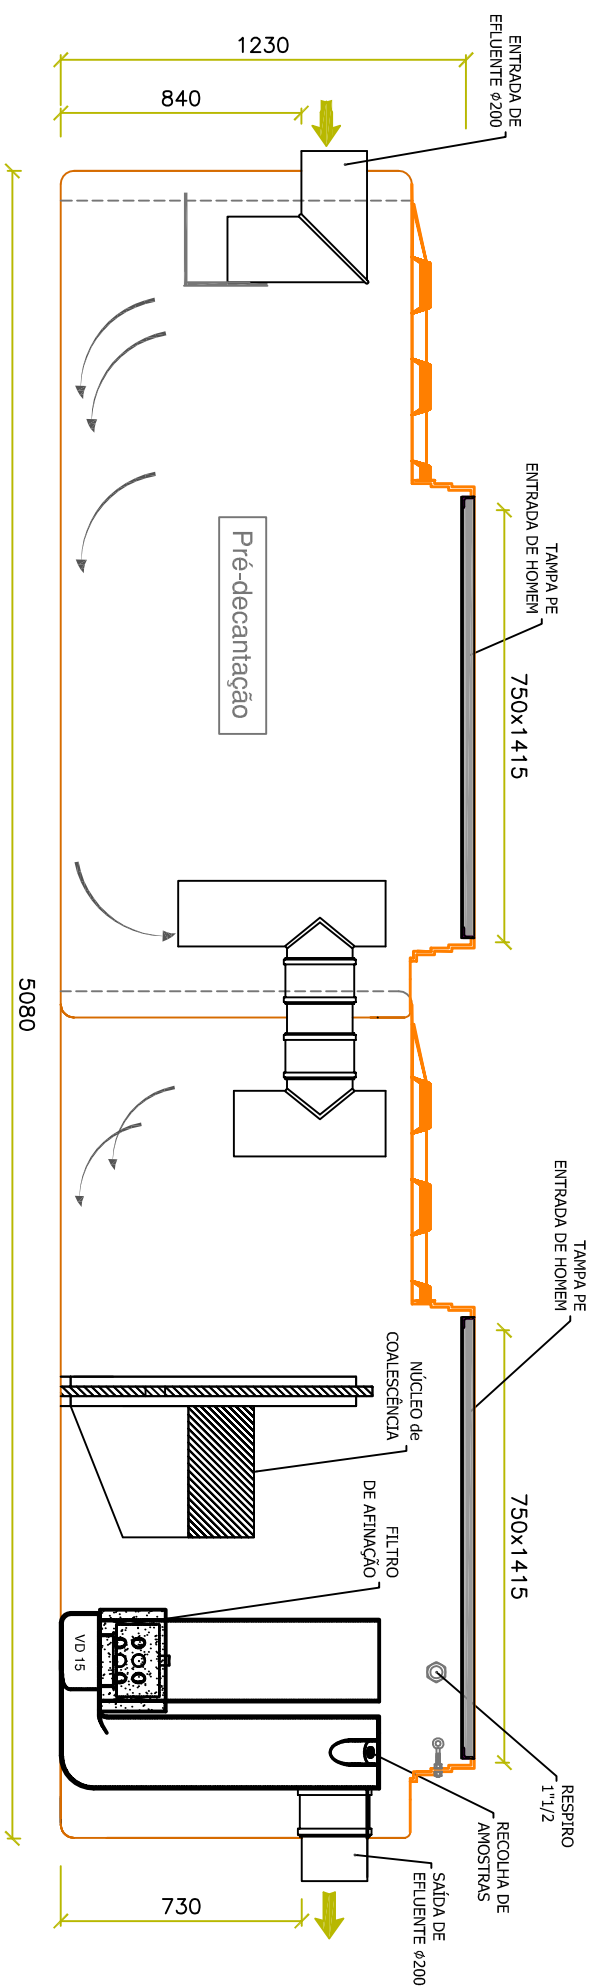 1230
840
ENTRADA DE
EFLUENTE ø200
TAMPA PE
ENTRADA DE HOMEM
750x1415
Pré-decantação
5080
TAMPA PE
ENTRADA DE HOMEM
750x1415
NÚCLEO de
COALESCÊNCIA
FILTRO
DE AFINAÇÃO
VD 15
RESPIRO
1"1/2
RECOLHA DE
AMOSTRAS
SAÍDA DE
EFLUENTE ø200
730